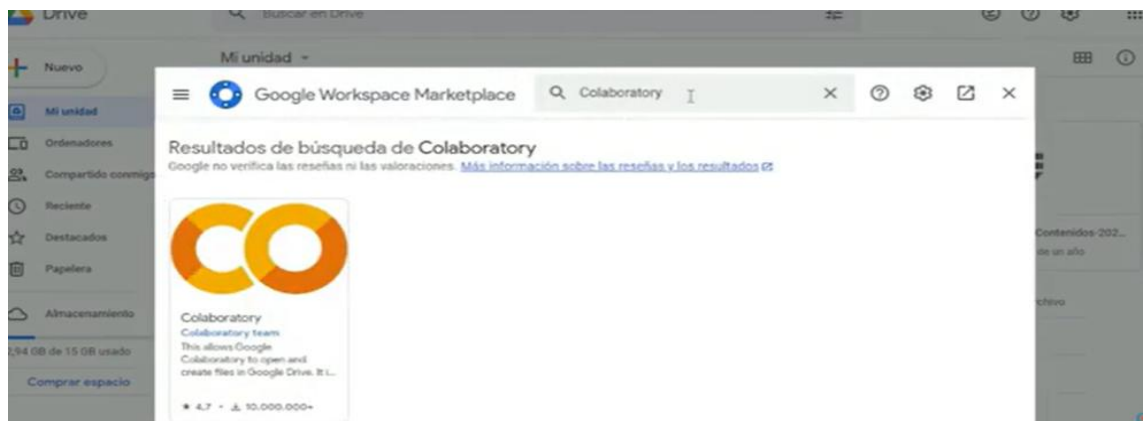 Drive
Buscar en Drive
Nuevo
Mi unidad
Mi unidad
Ordenadores
Compartido conmigo
Reciente
Destacados
Papelera
Almacenamiento
2,94 GB de 15 GB usado
Comprar espacio
Google Workspace Marketplace
Colaboratory
Resultados de búsqueda de Colaboratory
Google no verifica las reseñas ni las valoraciones. Más información sobre las reseñas y los resultados
Colaboratory
Colaboratory team
This allows Google
Colaboratory to open and
create files in Google Drive. It i...
4,7 • 10.000.000+
Contenidos-202...
de un año